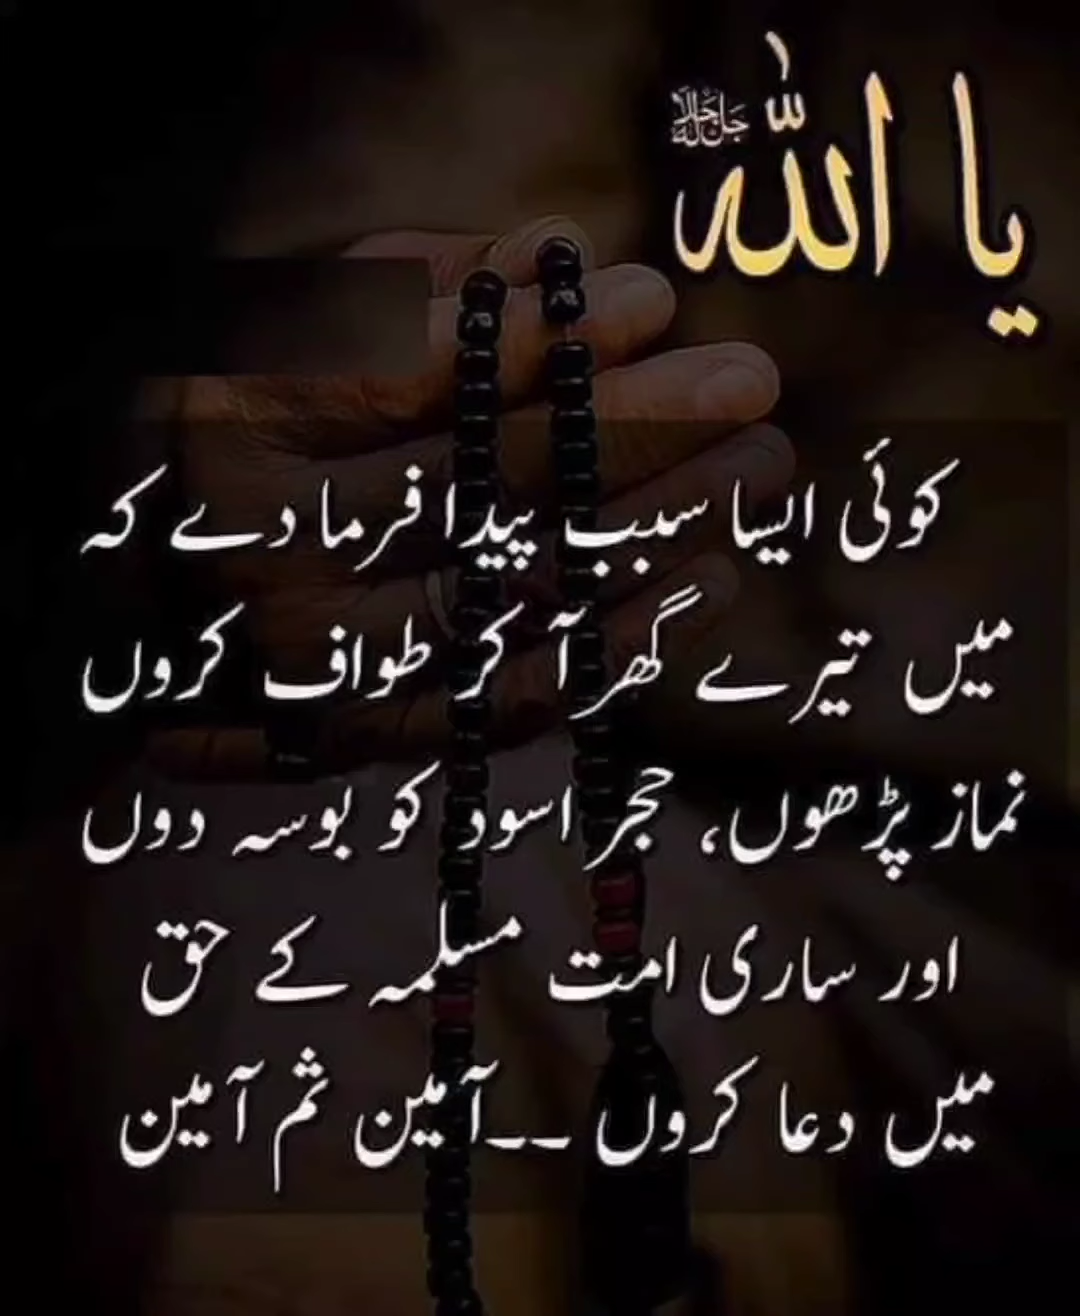 یا اللہ جل جلالہ
کوئی ایسا سبب پیدا فرما دے کہ
میں تیرے گھر آ کر طواف کروں
نماز پڑھوں، حجر اسود کو بوسہ دوں
اور ساری امت مسلمہ کے حق
میں دعا کروں ۔۔آمین ثم آمین